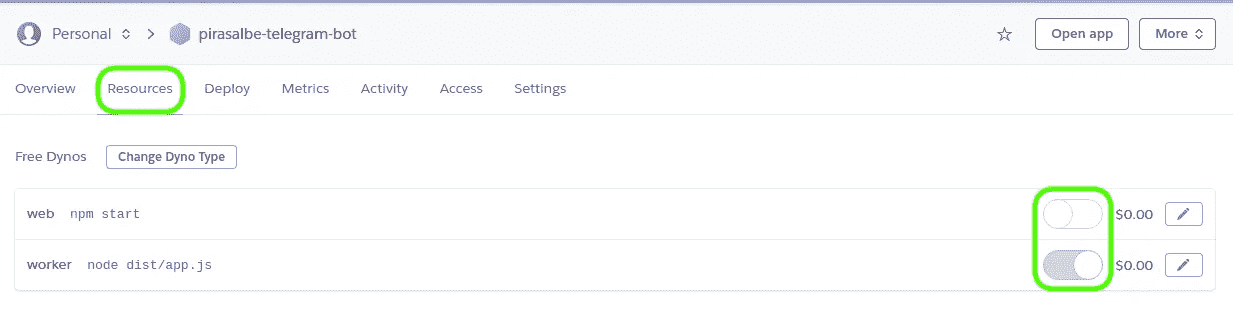 Personal pirasalbe-telegram-bot Open app More
Overview Resources Deploy Metrics Activity Access Settings
Free Dynos Change Dyno Type
web npm start $0.00
worker node dist/app.js $0.00